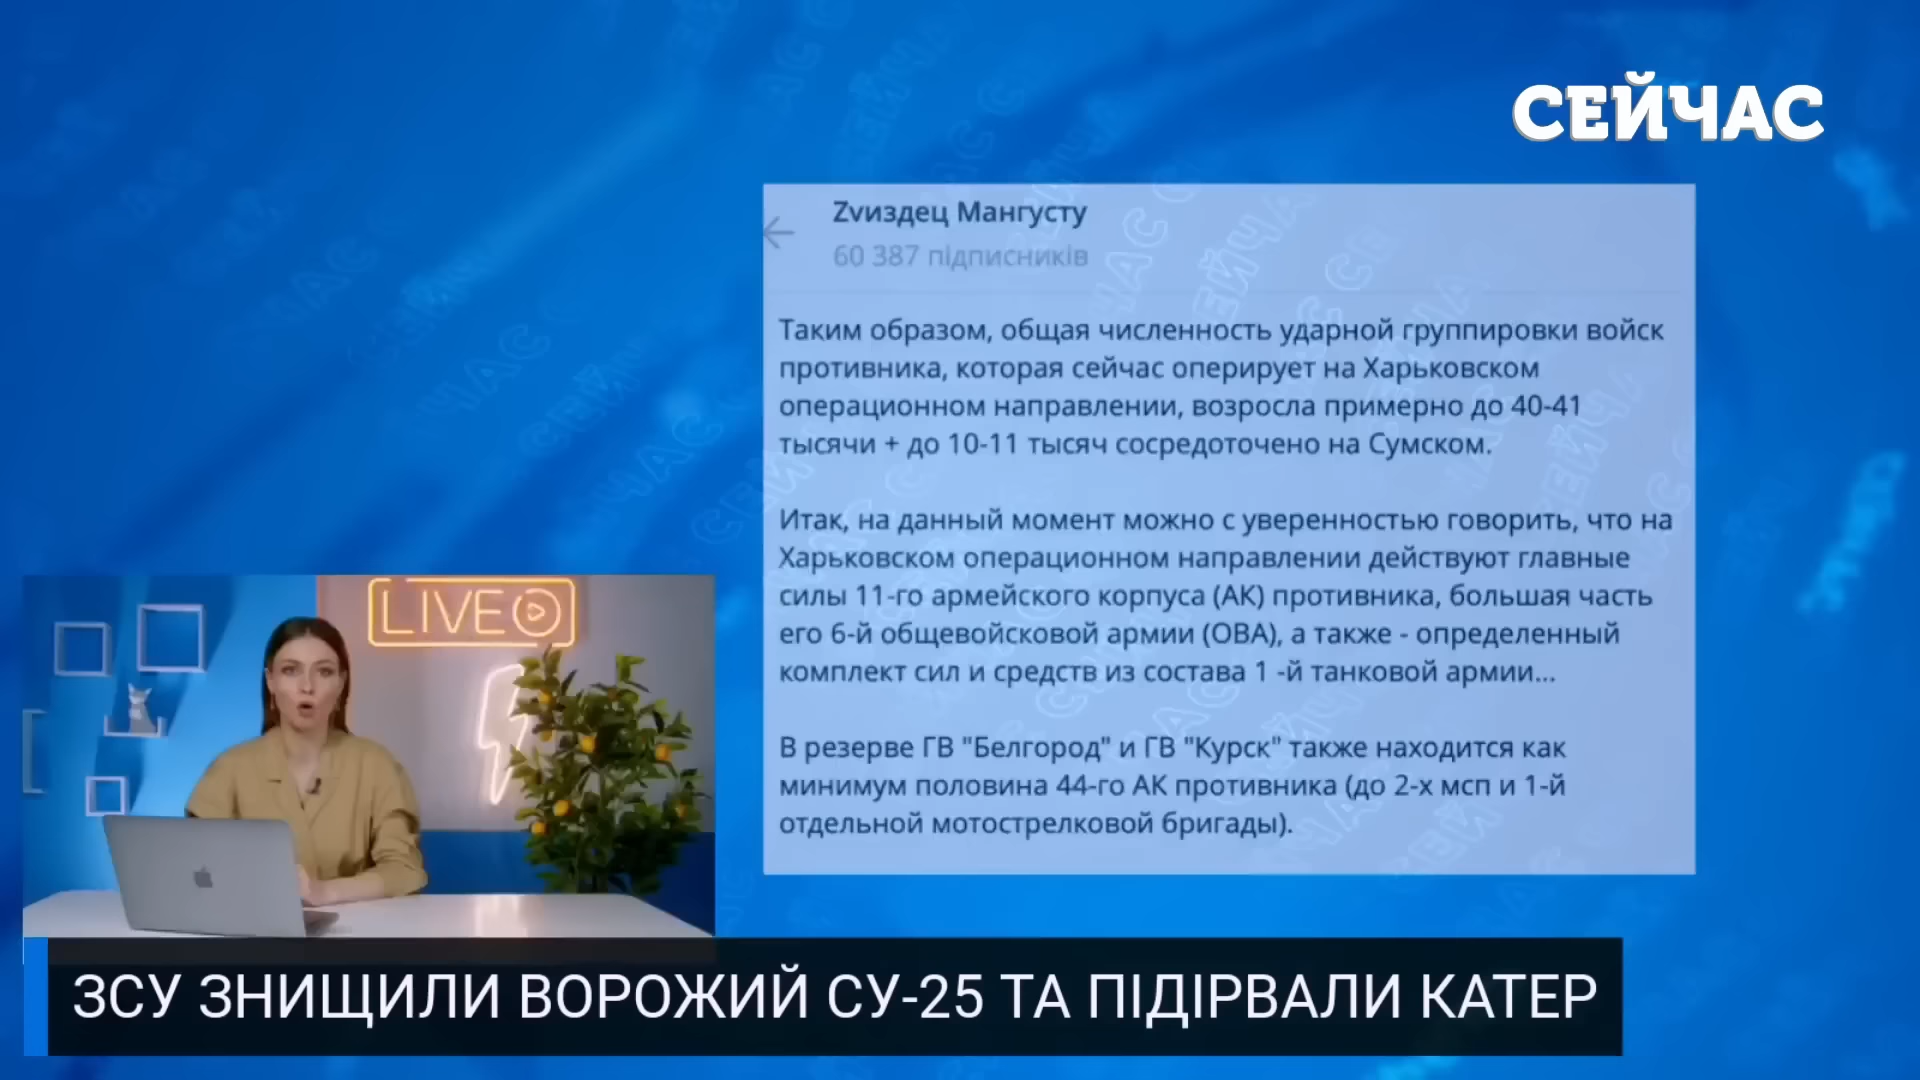 СЕЙЧАС
Zvиздец Мангусту
60 387 підписників
Таким образом, общая численность ударной группировки войск
противника, которая сейчас оперирует на Харьковском
операционном направлении, возросла примерно до 40-41
тысячи + до 10-11 тысяч сосредоточено на Сумском.
Итак, на данный момент можно с уверенностью говорить, что на
Харьковском операционном направлении действуют главные
силы 11-го армейского корпуса (АК) противника, большая часть
его 6-й общевойсковой армии (ОВА), а также - определенный
комплект сил и средств из состава 1 -й танковой армии...
В резерве ГВ "Белгород" и ГВ "Курск" также находится как
минимум половина 44-го АК противника (до 2-х мсп и 1-й
отдельной мотострелковой бригады).
LIVE
ЗСУ ЗНИЩИЛИ ВОРОЖИЙ СУ-25 ТА ПІДІРВАЛИ КАТЕР